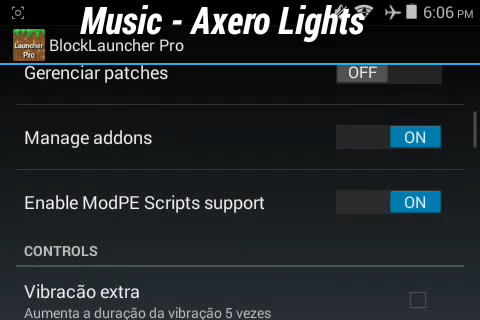 Music - Axero Lights
6:06 PM
Launcher
Pro
BlockLauncher Pro
Gerenciar patches
OFF
Manage addons
ON
Enable ModPE Scripts support
ON
CONTROLS
Vibracão extra
Aumenta a duração da vibração 5 vezes